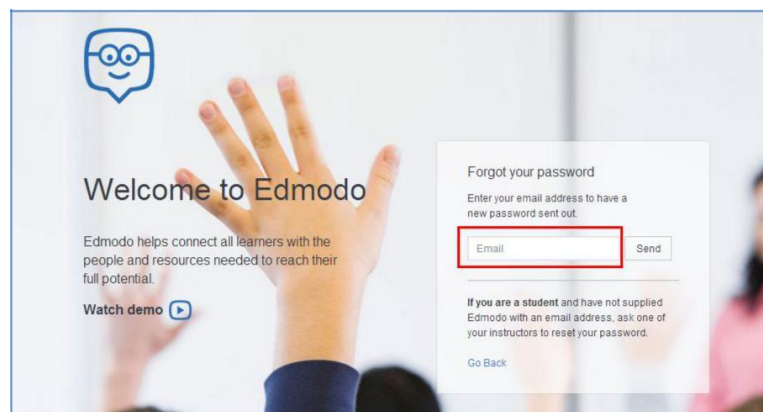 Welcome to Edmodo
Edmodo helps connect all learners with the
people and resources needed to reach their
full potential.
Watch demo
Forgot your password
Enter your email address to have a
new password sent out.
Email
Send
If you are a student and have not supplied
Edmodo with an email address, ask one of
your instructors to reset your password.
Go Back